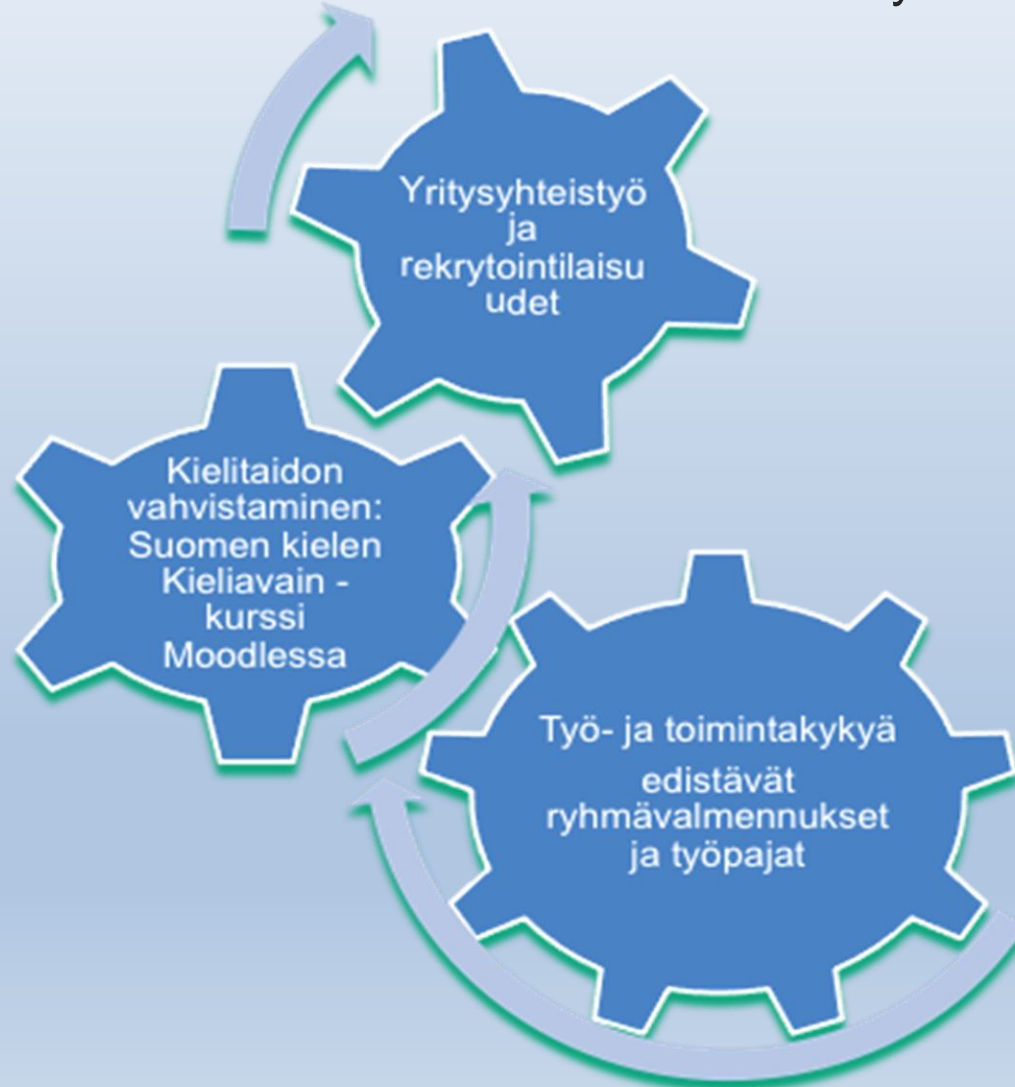 Yritysyhteistyö
ja
rekrytointilaisu
udet
Kielitaidon
vahvistaminen:
Suomen kielen
Kieliavain -
kurssi
Moodlessa
Työ- ja toimintakykyä
edistävät
ryhmävalmennukset
ja työpajat